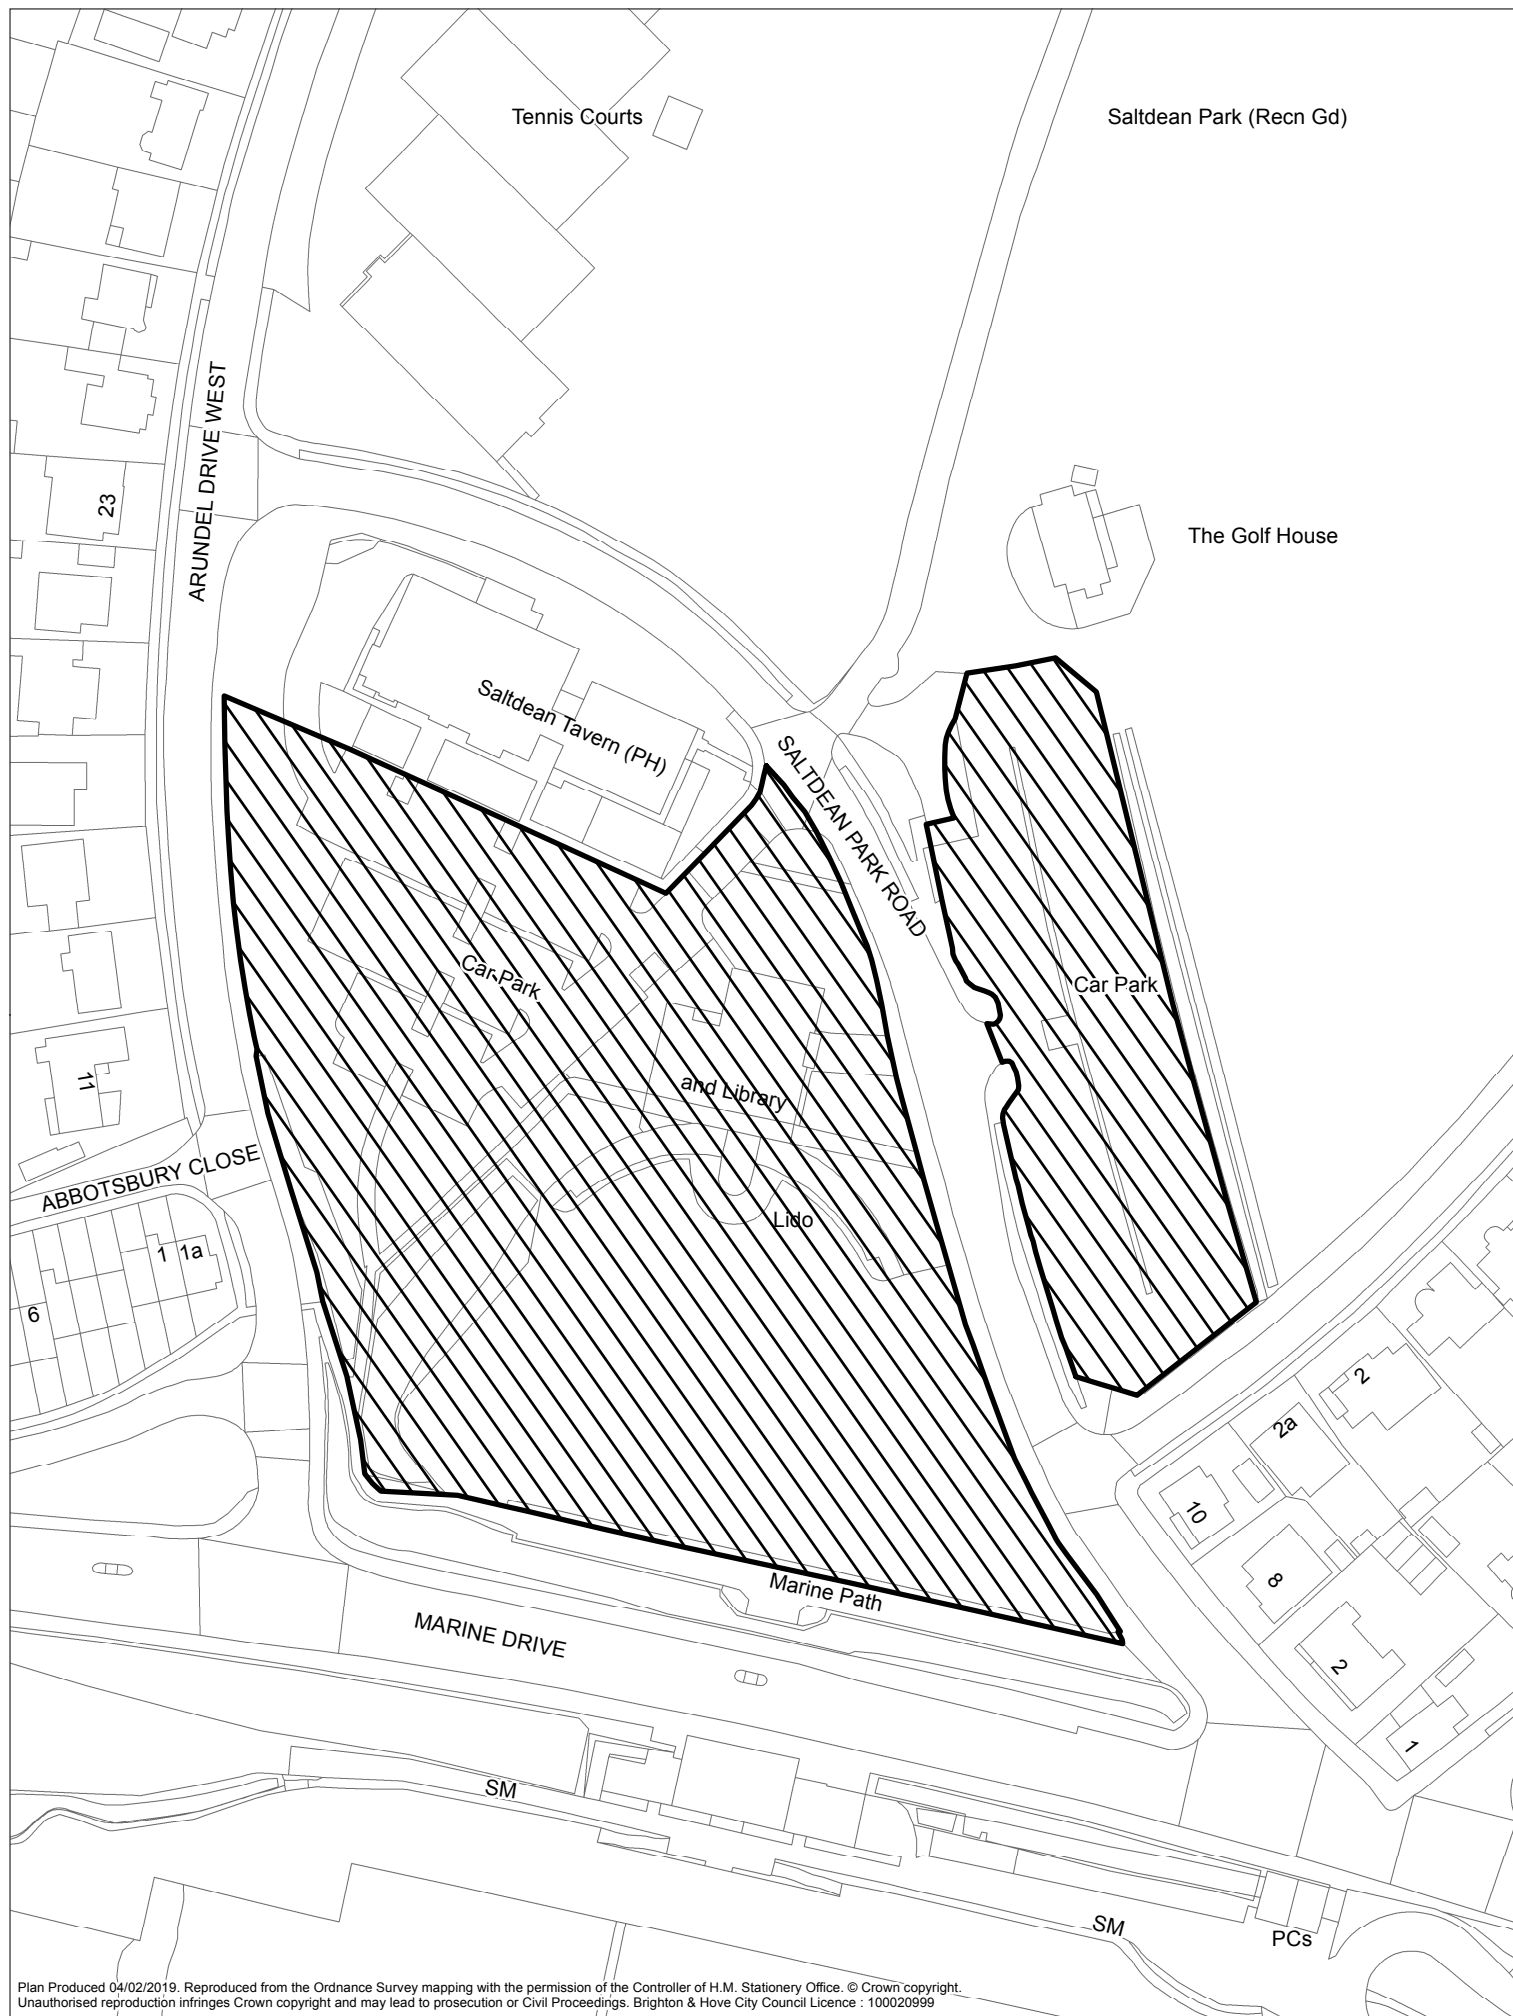 Tennis Courts
Saltdean Park (Recn Gd)
ARUNDEL DRIVE WEST
23
The Golf House
Saltdean Tavern (PH)
SALTDEAN PARK ROAD
Car Park
Car Park
11
and Library
ABBOTSBURY CLOSE
Lido
1 1a
6
2
2a
10
8
Marine Path
MARINE DRIVE
2
1
SM
SM
PCs
Plan Produced 04/02/2019. Reproduced from the Ordnance Survey mapping with the permission of the Controller of H.M. Stationery Office. © Crown copyright.
Unauthorised reproduction infringes Crown copyright and may lead to prosecution or Civil Proceedings. Brighton & Hove City Council Licence : 100020999